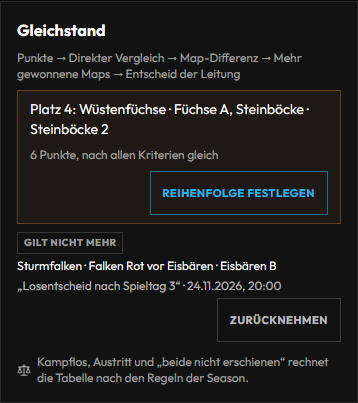 Gleichstand
Punkte → Direkter Vergleich → Map-Differenz → Mehr
gewonnene Maps → Entscheid der Leitung
Platz 4: Wüstenfüchse · Füchse A, Steinböcke ·
Steinböcke 2
6 Punkte, nach allen Kriterien gleich
REIHENFOLGE FESTLEGEN
GILT NICHT MEHR
Sturmfalken · Falken Rot vor Eisbären · Eisbären B
„Losentscheid nach Spieltag 3“ · 24.11.2026, 20:00
ZURÜCKNEHMEN
Kampflos, Austritt und „beide nicht erschienen“ rechnet
die Tabelle nach den Regeln der Season.